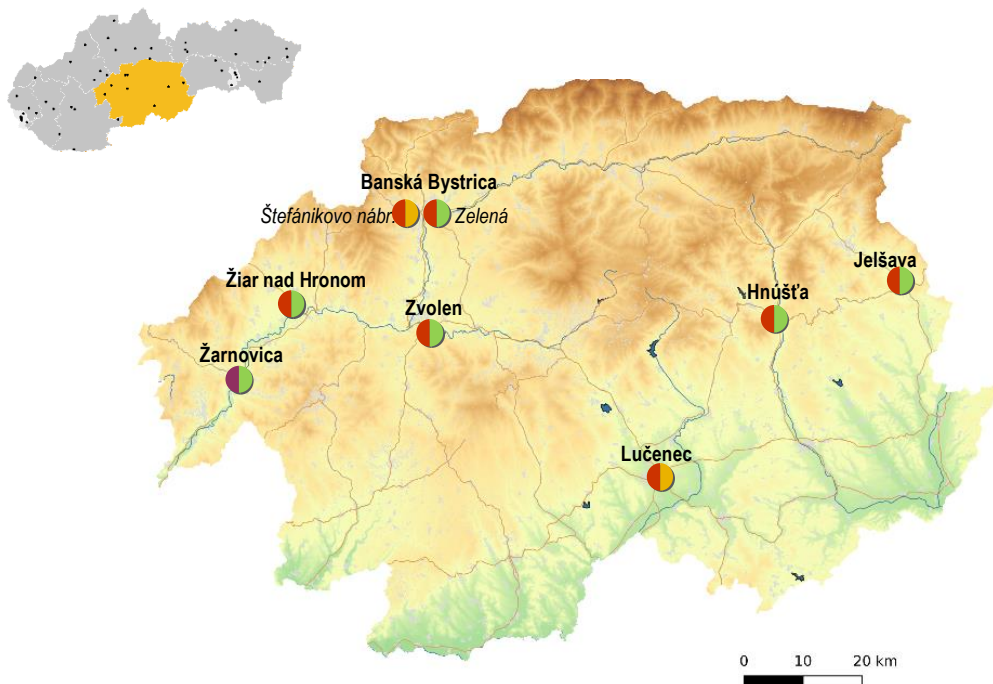 Banská Bystrica
Štefánikovo nábr.
Zelená
Jelšava
Žiar nad Hronom
Hnúšťa
Zvolen
Žarnovica
Lučenec
0 10 20 km